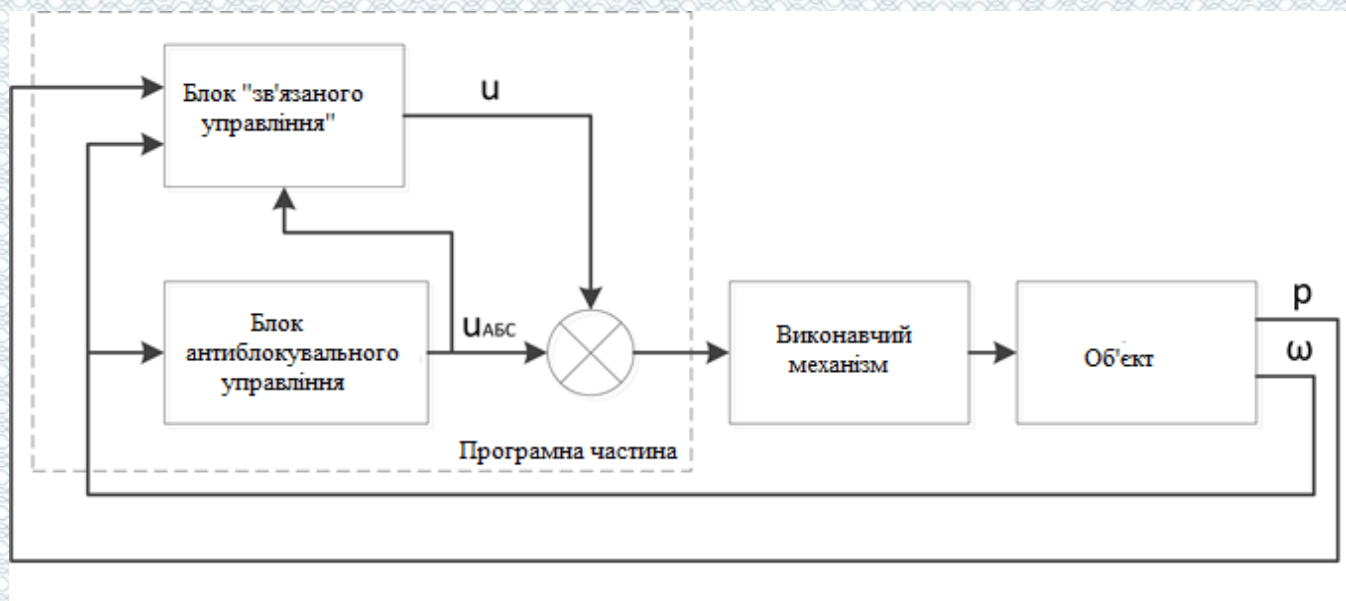 Блок "зв'язаного
управління"
u
Блок
антиблокувального
управління
uАБС
Виконавчий
механізм
Об'єкт
p
ω
Програмна частина